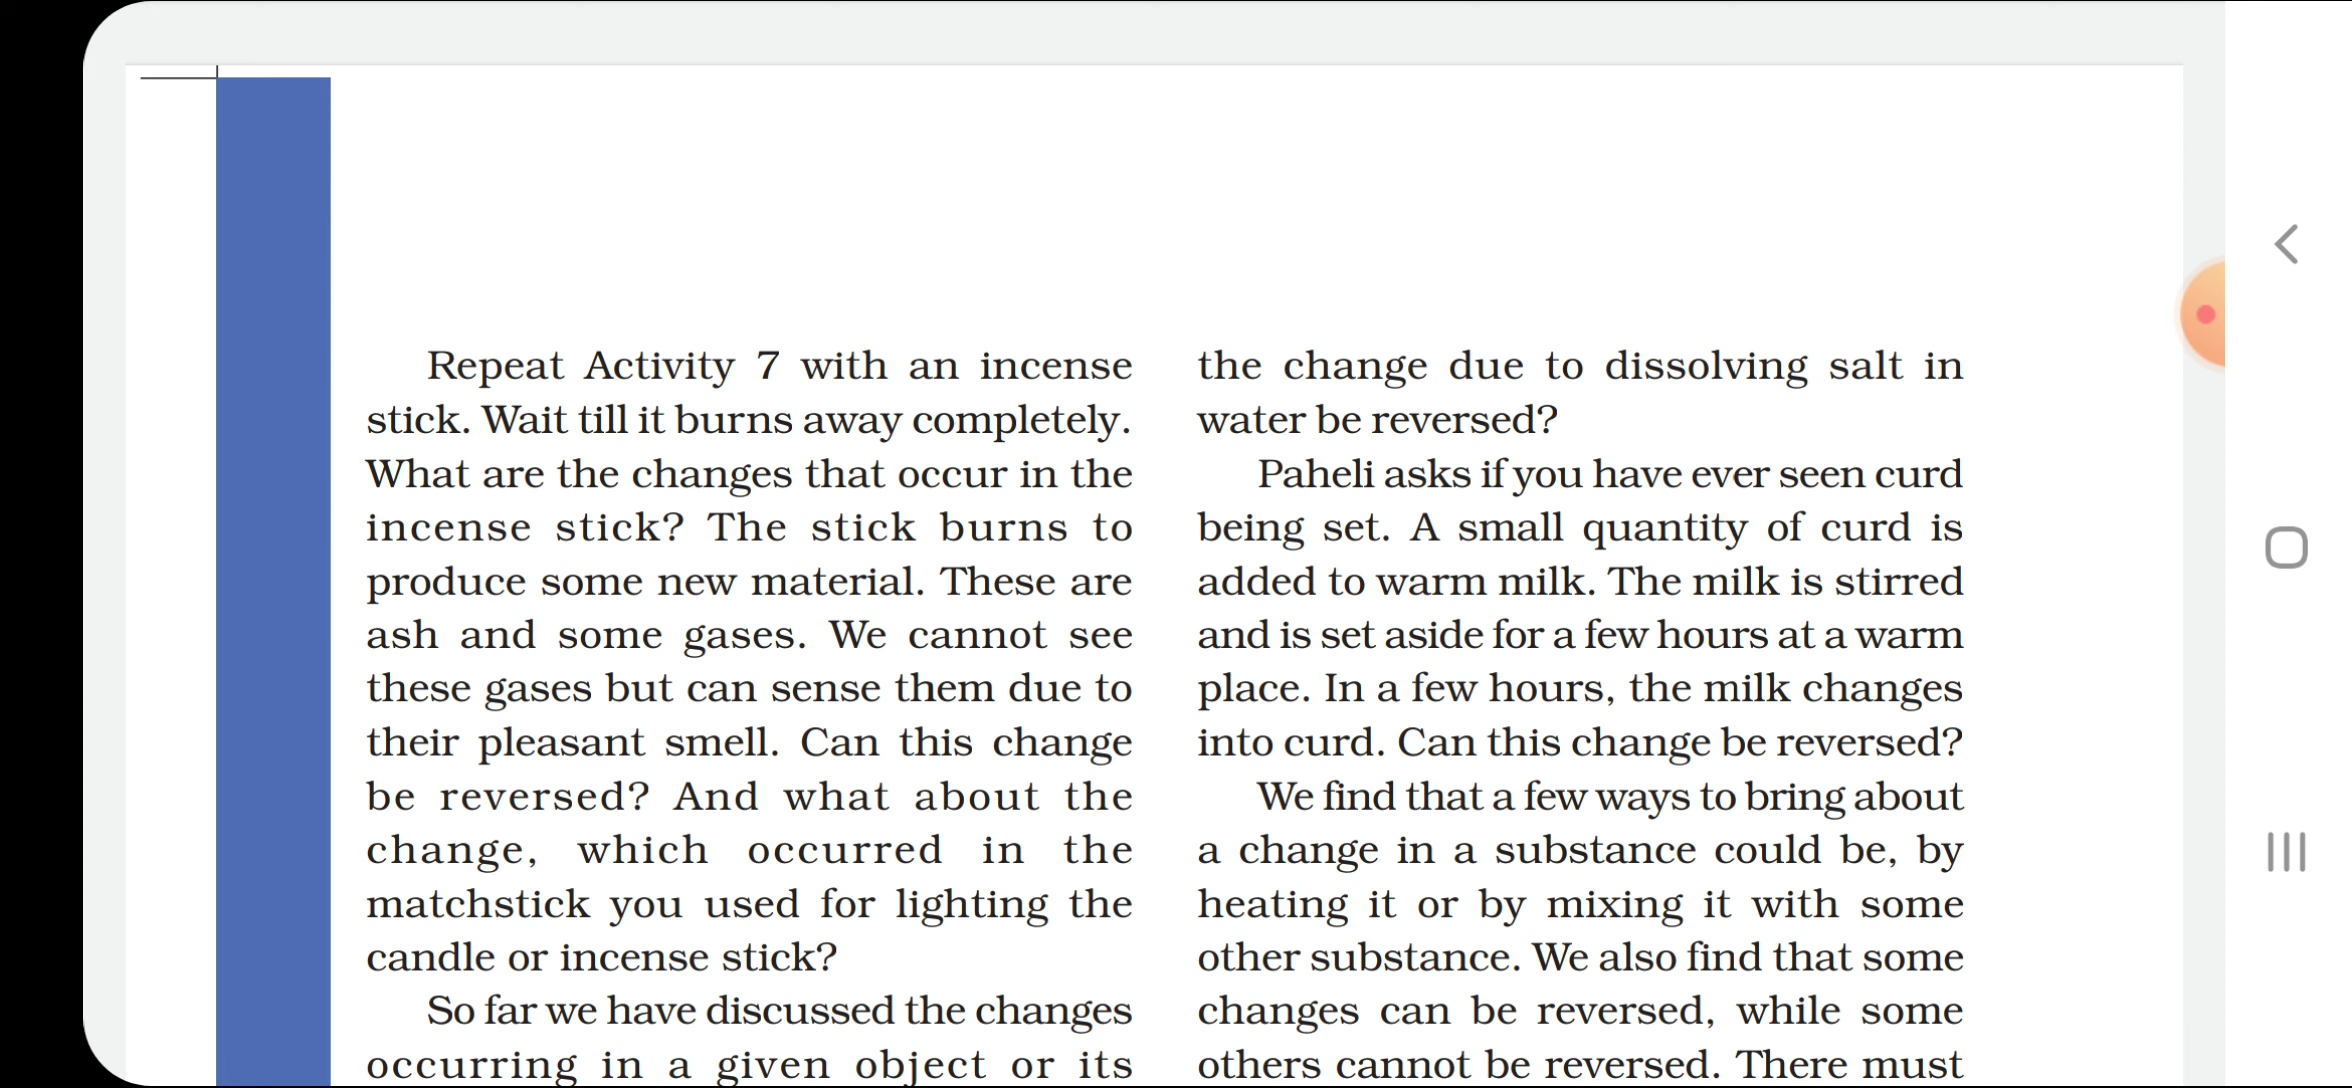 Repeat Activity 7 with an incense
stick. Wait till it burns away completely.
What are the changes that occur in the
incense stick? The stick burns to
produce some new material. These are
ash and some gases. We cannot see
these gases but can sense them due to
their pleasant smell. Can this change
be reversed? And what about the
change, which occurred in the
matchstick you used for lighting the
candle or incense stick?
So far we have discussed the changes
occurring in a given object or its
the change due to dissolving salt in
water be reversed?
Paheli asks if you have ever seen curd
being set. A small quantity of curd is
added to warm milk. The milk is stirred
and is set aside for a few hours at a warm
place. In a few hours, the milk changes
into curd. Can this change be reversed?
We find that a few ways to bring about
a change in a substance could be, by
heating it or by mixing it with some
other substance. We also find that some
changes can be reversed, while some
others cannot be reversed. There must